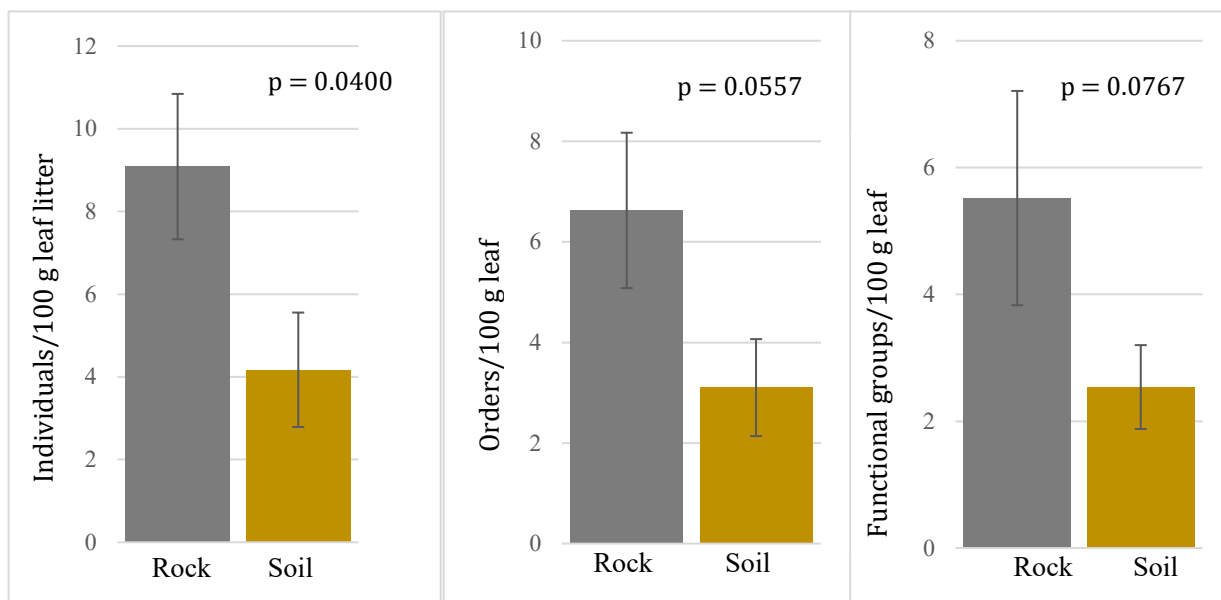 Individuals/100 g leaf litter
12
10
8
6
4
2
0
p = 0.0400
Rock
Soil
Orders/100 g leaf
10
8
6
4
2
0
p = 0.0557
Rock
Soil
Functional groups/100 g leaf
8
6
4
2
0
p = 0.0767
Rock
Soil